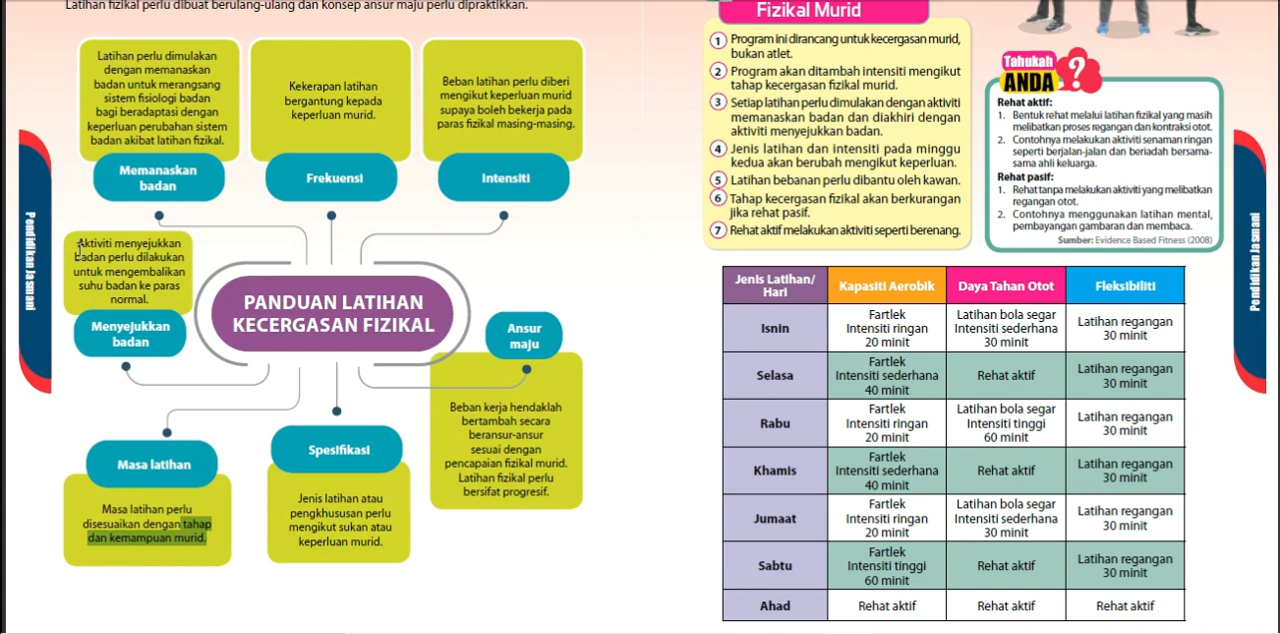 Latihan fizikal perlu dibuat berulang-ulang dan konsep ansur maju perlu dipraktikkan.
Latihan perlu dimulakan
dengan memanaskan
badan untuk merangsang
sistem fisiologi badan
bagi beradaptasi dengan
keperluan perubahan sistem
badan akibat latihan fizikal.
Memanaskan
badan
Kekerapan latihan
bergantung kepada
keperluan murid.
Frekuensi
Beban latihan perlu diberi
mengikut keperluan murid
supaya boleh bekerja pada
paras fizikal masing-masing.
Intensiti
Pendidikan Jasmani
Aktiviti menyejukkan
badan perlu dilakukan
untuk mengembalikan
suhu badan ke paras
normal.
Menyejukkan
badan
PANDUAN LATIHAN
KECERGASAN FIZIKAL
Ansur
maju
Beban kerja hendaklah
bertambah secara
beransur-ansur
sesuai dengan
pencapaian fizikal murid.
Latihan fizikal perlu
bersifat progresif.
Masa latihan
Masa latihan perlu
disesuaikan dengan tahap
dan kemampuan murid.
Spesifikasi
Jenis latihan atau
pengkhususan perlu
mengikut sukan atau
keperluan murid.
Fizikal Murid
1 Program ini dirancang untuk kecergasan murid,
bukan atlet.
2 Program akan ditambah intensiti mengikut
tahap kecergasan fizikal murid.
3 Setiap latihan perlu dimulakan dengan aktiviti
memanaskan badan dan diakhiri dengan
aktiviti menyejukkan badan.
4 Jenis latihan dan intensiti pada minggu
kedua akan berubah mengikut keperluan.
5 Latihan bebanan perlu dibantu oleh kawan.
6 Tahap kecergasan fizikal akan berkurangan
jika rehat pasif.
7 Rehat aktif melakukan aktiviti seperti berenang.
Tahukah
ANDA ?
Rehat aktif:
1. Bentuk rehat melalui latihan fizikal yang masih
melibatkan proses regangan dan kontraksi otot.
2. Contohnya melakukan aktiviti senaman ringan
seperti berjalan-jalan dan beriadah bersama-
sama ahli keluarga.
Rehat pasif:
1. Rehat tanpa melakukan aktiviti yang melibatkan
regangan otot.
2. Contohnya menggunakan latihan mental,
pembayangan gambaran dan membaca.
Sumber: Evidence Based Fitness (2008)
Pendidikan Jasmani
Jenis Latihan/
Hari
Kapasiti Aerobik
Daya Tahan Otot
Fleksibiliti
Isnin
Fartlek
Intensiti ringan
20 minit
Latihan bola segar
Intensiti sederhana
30 minit
Latihan regangan
30 minit
Selasa
Fartlek
Intensiti sederhana
40 minit
Rehat aktif
Latihan regangan
30 minit
Rabu
Fartlek
Intensiti ringan
20 minit
Latihan bola segar
Intensiti tinggi
60 minit
Latihan regangan
30 minit
Khamis
Fartlek
Intensiti sederhana
40 minit
Rehat aktif
Latihan regangan
30 minit
Jumaat
Fartlek
Intensiti ringan
20 minit
Latihan bola segar
Intensiti sederhana
30 minit
Latihan regangan
30 minit
Sabtu
Fartlek
Intensiti tinggi
60 minit
Rehat aktif
Latihan regangan
30 minit
Ahad
Rehat aktif
Rehat aktif
Rehat aktif